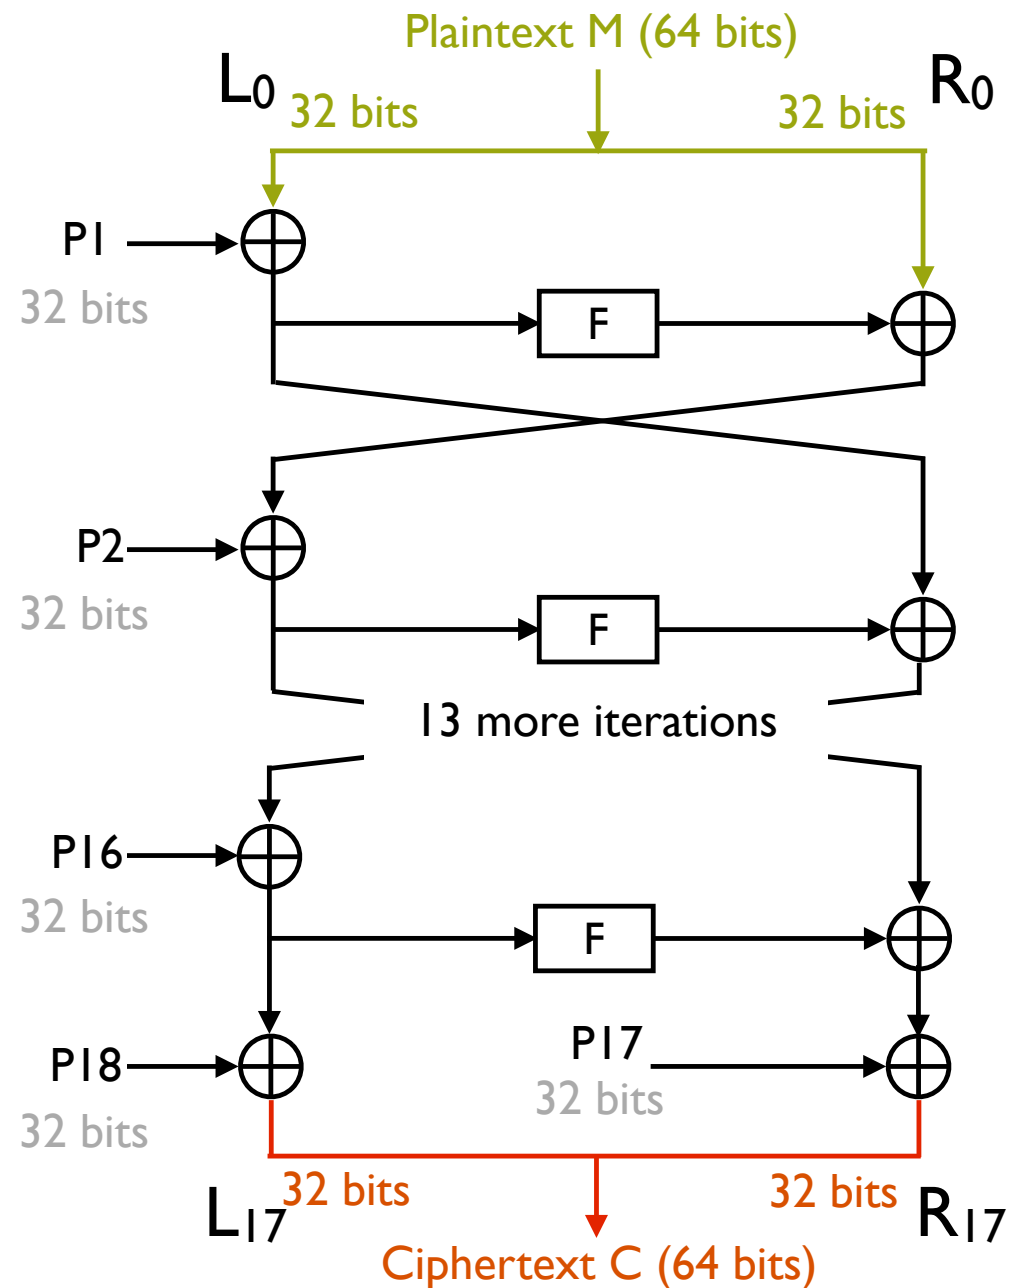 Plaintext M (64 bits)
L0
R0
32 bits
32 bits
P1
32 bits
F
P2
32 bits
F
13 more iterations
P16
32 bits
F
P18
32 bits
P17
32 bits
32 bits
32 bits
L17
R17
Ciphertext C (64 bits)